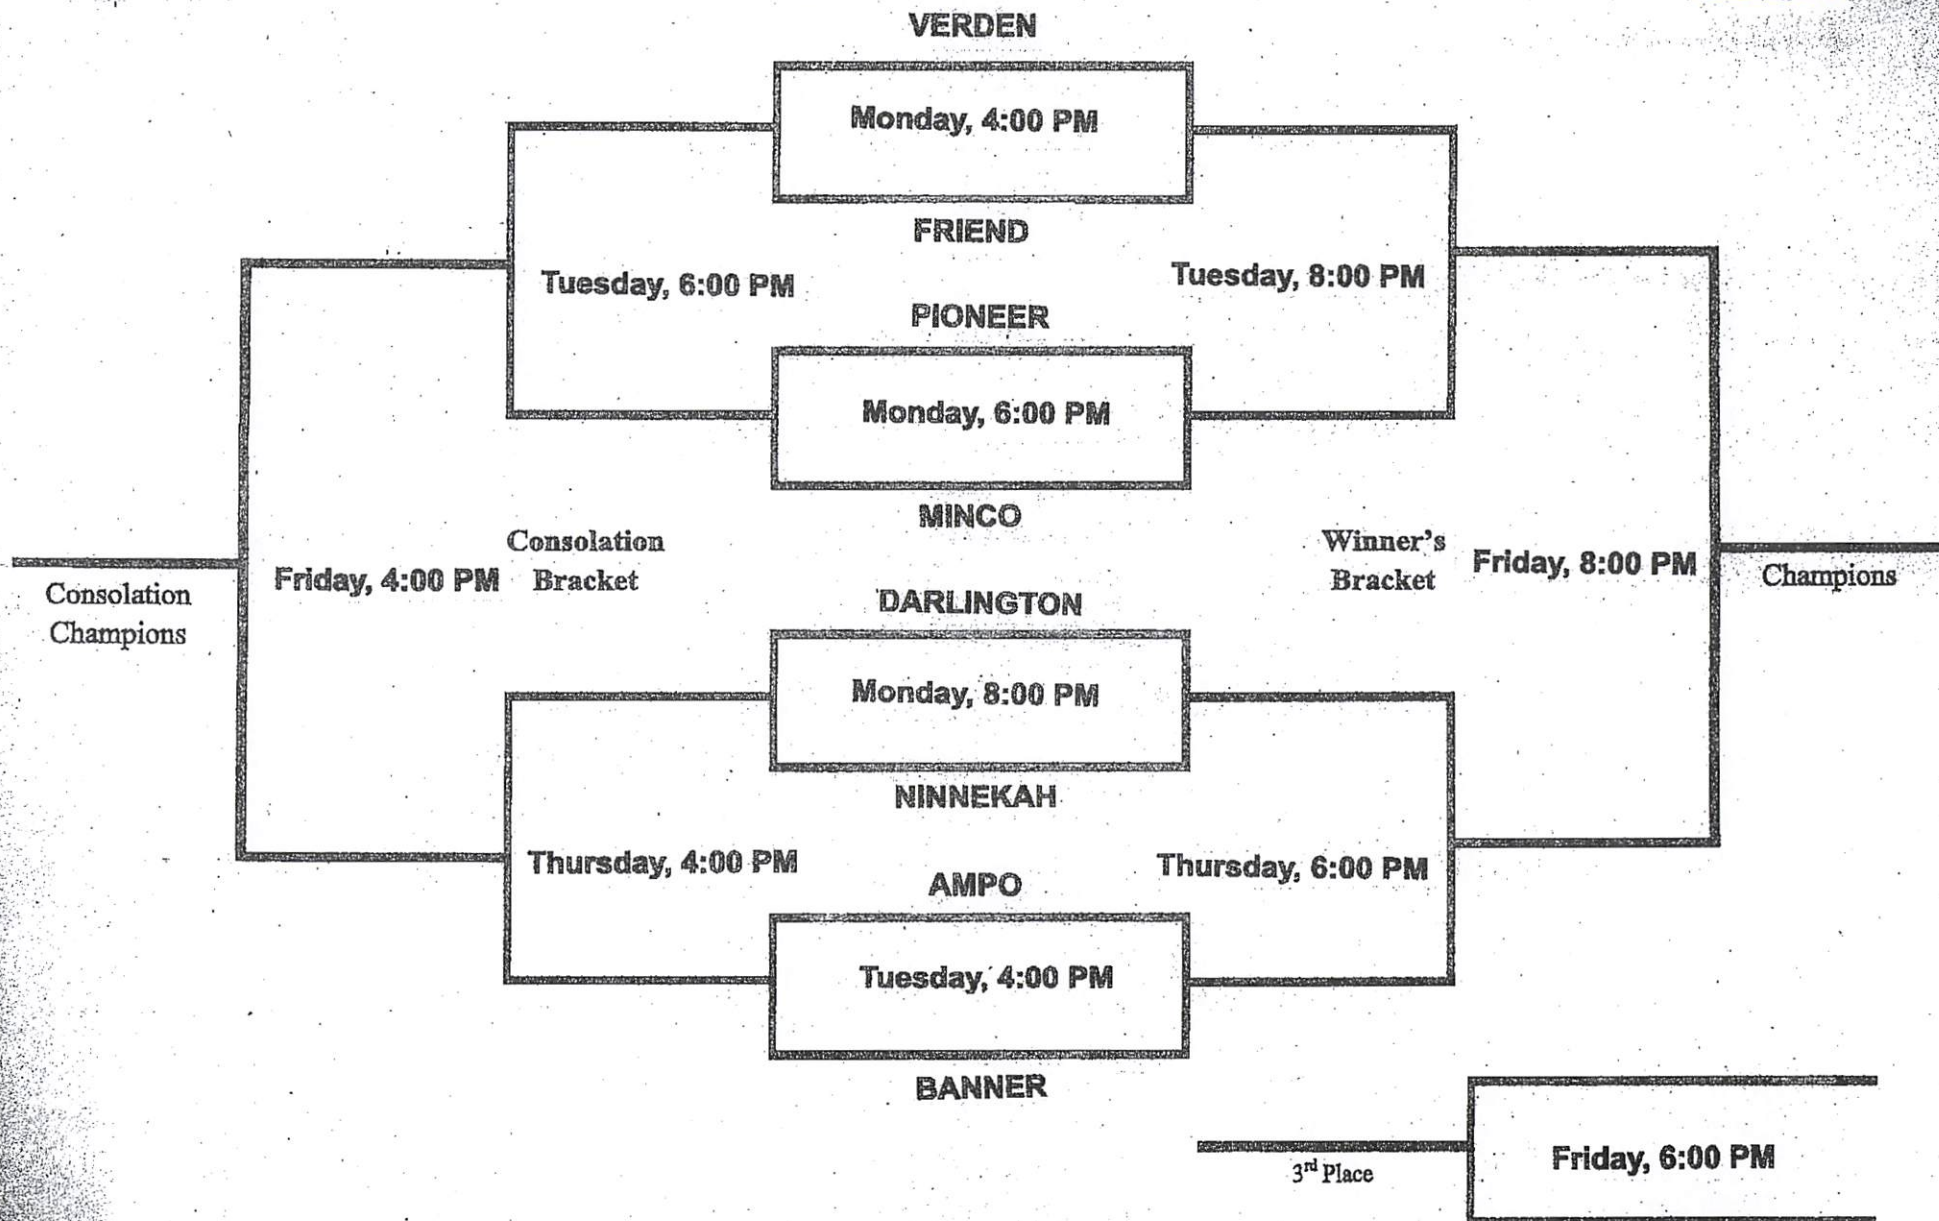 VERDEN
Monday, 4:00 PM
FRIEND
Tuesday, 6:00 PM
Tuesday, 8:00 PM
PIONEER
Monday, 6:00 PM
MINCO
Consolation
Bracket
Winner's
Bracket
Friday, 4:00 PM
Friday, 8:00 PM
Consolation
Champions
Champions
DARLINGTON
Monday, 8:00 PM
NINNEKAH
Thursday, 4:00 PM
Thursday, 6:00 PM
AMPO
Tuesday, 4:00 PM
BANNER
3rd Place
Friday, 6:00 PM